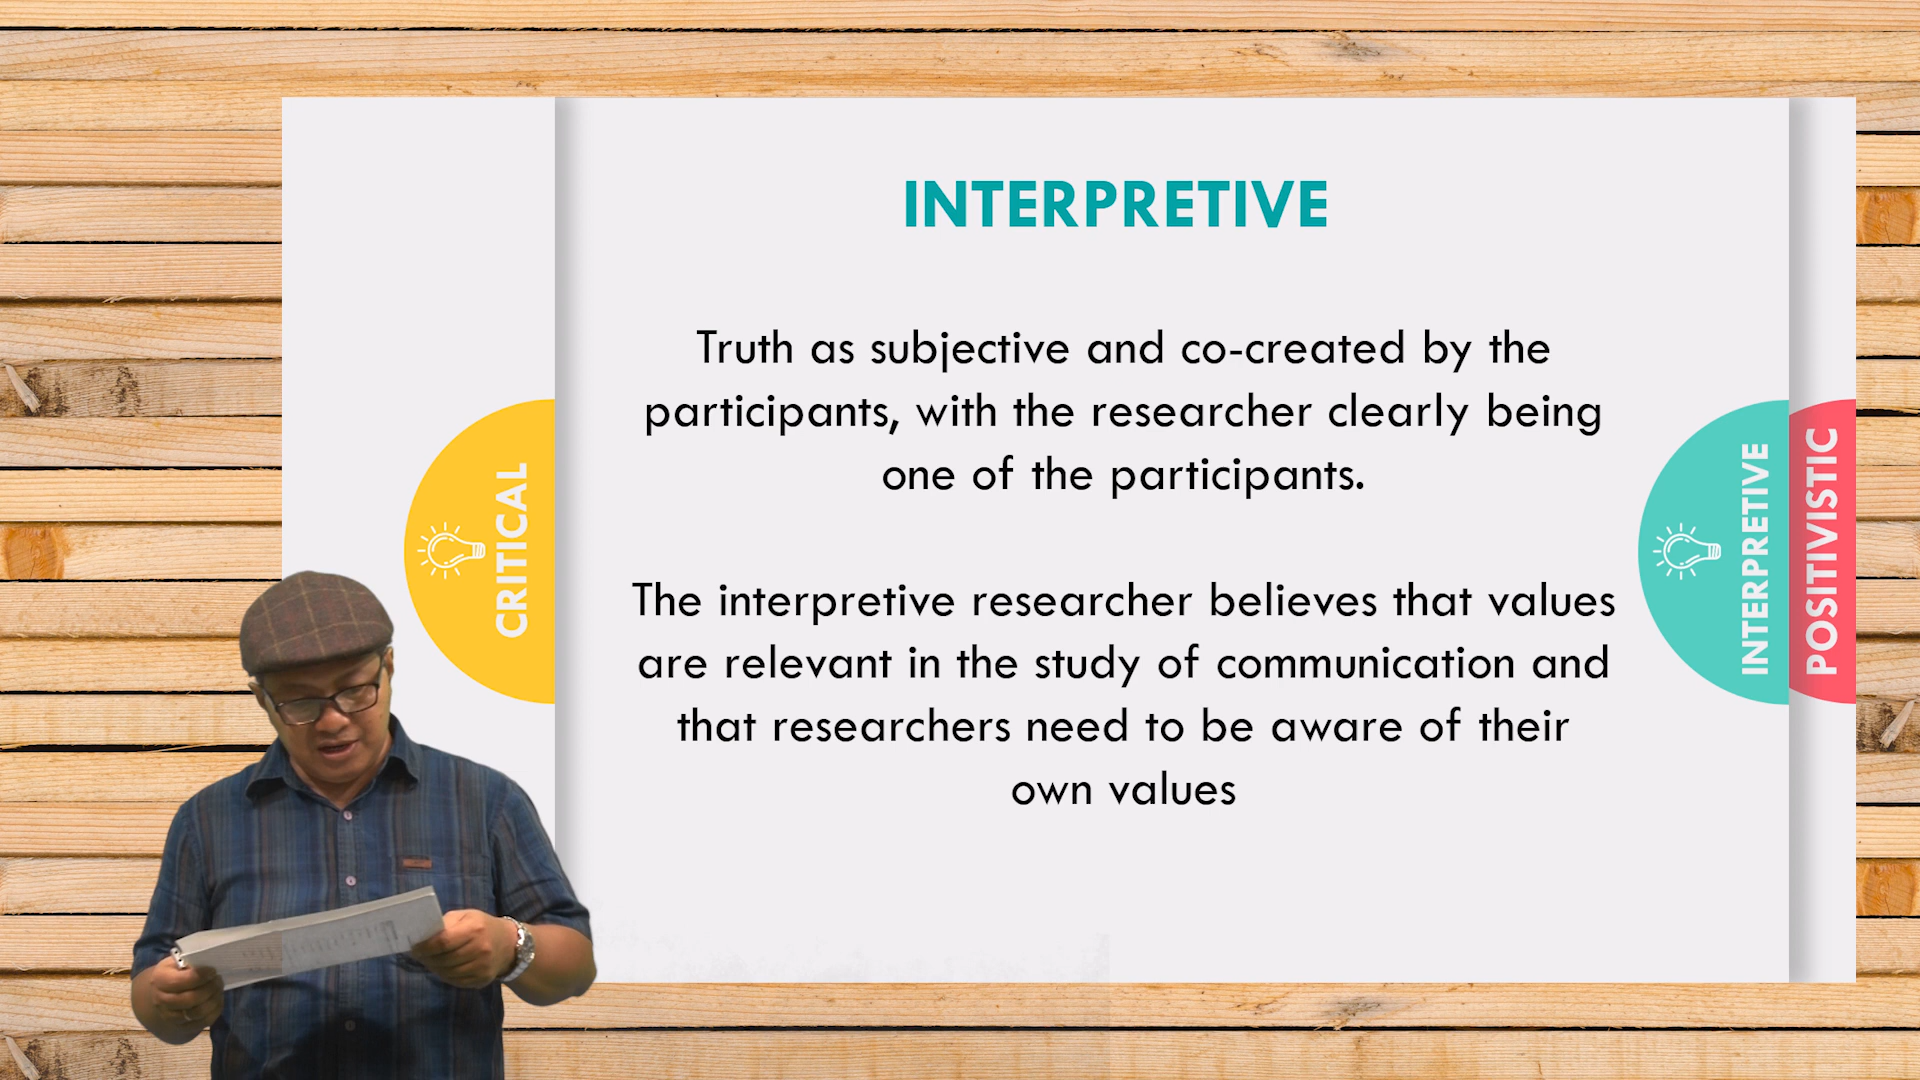 INTERPRETIVE
Truth as subjective and co-created by the
participants, with the researcher clearly being
one of the participants.
The interpretive researcher believes that values
are relevant in the study of communication and
that researchers need to be aware of their
own values
CRITICAL
INTERPRETIVE
POSITIVISTIC